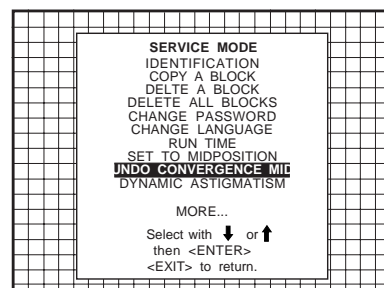 SERVICE MODE
IDENTIFICATION
COPY A BLOCK
DELTE A BLOCK
DELETE ALL BLOCKS
CHANGE PASSWORD
CHANGE LANGUAGE
RUN TIME
SET TO MIDPOSITION
UNDO CONVERGENCE MID
DYNAMIC ASTIGMATISM
MORE...
Select with ↓ or ↑
then <ENTER>
<EXIT> to return.